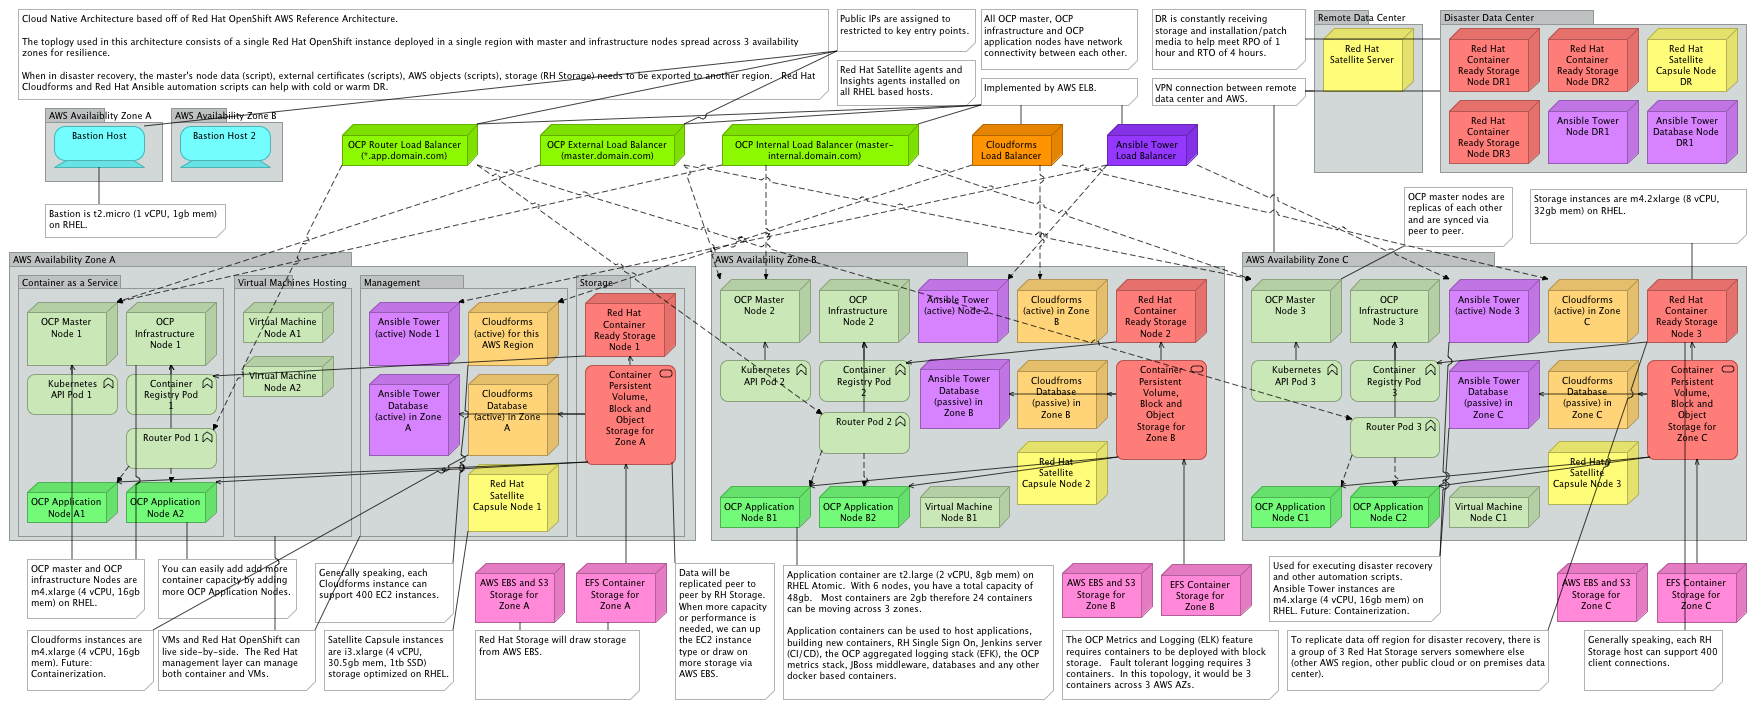 Cloud Native Architecture based off of Red Hat OpenShift AWS Reference Architecture.
The toplogy used in this architecture consists of a single Red Hat OpenShift instance deployed in a single region with master and infrastructure nodes spread across 3 availability
zones for resilience.
When in disaster recovery, the master's node data (script), external certificates (scripts), AWS objects (scripts), storage (RH Storage) needs to be exported to another region. Red Hat
Cloudforms and Red Hat Ansible automation scripts can help with cold or warm DR.
Public IPs are assigned to
restricted to key entry points.
Red Hat Satellite agents and
Insights agents installed on
all RHEL based hosts.
All OCP master, OCP
infrastructure and OCP
application nodes have network
connectivity between each other.
Implemented by AWS ELB.
DR is constantly receiving
storage and installation/patch
media to help meet RPO of 1
hour and RTO of 4 hours.
VPN connection between remote
data center and AWS.
Remote Data Center
Red Hat
Satellite Server
Disaster Data Center
Red Hat
Container
Ready Storage
Node DR1
Red Hat
Container
Ready Storage
Node DR2
Red Hat
Satellite
Capsule Node
DR
Red Hat
Container
Ready Storage
Node DR3
Ansible Tower
Node DR1
Ansible Tower
Database Node
DR1
AWS Availaiblity Zone A
Bastion Host
AWS Availability Zone B
Bastion Host 2
Bastion is t2.micro (1 vCPU, 1gb mem)
on RHEL.
OCP Router Load Balancer
(*.app.domain.com)
OCP External Load Balancer
(master.domain.com)
OCP Internal Load Balancer (master-
internal.domain.com)
Cloudforms
Load Balancer
Ansible Tower
Load Balancer
OCP master nodes are
replicas of each other
and are synced via
peer to peer.
Storage instances are m4.2xlarge (8 vCPU,
32gb mem) on RHEL.
AWS Availability Zone A
Container as a Service
OCP Master
Node 1
OCP
Infrastructure
Node 1
Kubernetes
API Pod 1
Container
Registry Pod
1
Router Pod 1
OCP Application
Node A1
OCP Application
Node A2
Virtual Machines Hosting
Virtual Machine
Node A1
Virtual Machine
Node A2
Management
Ansible Tower
(active) Node 1
Cloudforms
(active) for this
AWS Region
Ansible Tower
Database
(active) in Zone
A
Cloudforms
Database
(active) in Zone
A
Red Hat
Satellite
Capsule Node 1
Storage
Red Hat
Container
Ready Storage
Node 1
Container
Persistent
Volume,
Block and
Object
Storage for
Zone A
AWS Availability Zone B
OCP Master
Node 2
OCP
Infrastructure
Node 2
Ansible Tower
(active) Node 2
Cloudforms
(active) in Zone
B
Red Hat
Container
Ready Storage
Node 2
Kubernetes
API Pod 2
Container
Registry Pod
2
Ansible Tower
Database
(passive) in
Zone B
Cloudfroms
Database
(passive) in
Zone B
Container
Persistent
Volume,
Block and
Object
Storage for
Zone B
Router Pod 2
Red Hat
Satellite
Capsule Node 2
OCP Application
Node B1
OCP Application
Node B2
Virtual Machine
Node B1
AWS Availability Zone C
OCP Master
Node 3
OCP
Infrastructure
Node 3
Ansible Tower
(active) Node 3
Cloudforms
(active) in Zone
C
Red Hat
Container
Ready Storage
Node 3
Kubernetes
API Pod 3
Container
Registry Pod
3
Ansible Tower
Database
(passive) in
Zone C
Cloudfroms
Database
(passive) in
Zone C
Container
Persistent
Volume,
Block and
Object
Storage for
Zone C
Router Pod 3
Red Hat
Satellite
Capsule Node 3
OCP Application
Node C1
OCP Application
Node C2
Virtual Machine
Node C1
OCP master and OCP
infrastructure Nodes are
m4.xlarge (4 vCPU, 16gb
mem) on RHEL.
You can easily add add more
container capacity by adding
more OCP Application Nodes.
Generally speaking, each
Cloudforms instance can
support 400 EC2 instances.
AWS EBS and S3
Storage for
Zone A
EFS Container
Storage for
Zone A
Data will be
replicated peer to
peer by RH Storage.
When more capacity
or performance is
needed, we can up
the EC2 instance
type or draw on
more storage via
AWS EBS.
Cloudforms instances are
m4.xlarge (4 vCPU, 16gb
mem). Future:
Containerization.
VMs and Red Hat OpenShift can
live side-by-side. The Red Hat
management layer can manage
both container and VMs.
Satellite Capsule instances
are i3.xlarge (4 vCPU,
30.5gb mem, 1tb SSD)
storage optimized on RHEL.
Red Hat Storage will draw storage
from AWS EBS.
Application container are t2.large (2 vCPU, 8gb mem) on
RHEL Atomic. With 6 nodes, you have a total capacity of
48gb. Most containers is 2gb therefore 24 containers
can be moving across 3 zones.
Application containers can be used to host applications,
building new containers, RH Single Sign On, Jenkins server
(CI/CD), the OCP aggregated logging stack (EFK), the OCP
metrics stack, JBoss middleware, databases and any other
docker based containers.
AWS EBS and S3
Storage for
Zone B
EFS Container
Storage for
Zone B
The OCP Metrics and Logging (ELK) feature
requires containers to be deployed with block
storage. Fault tolerant logging requires 3
containers. In this topology, it would be 3
containers across 3 AWS AZs.
Used for executing disaster recovery
and other automation scripts.
Ansible Tower instances are
m4.xlarge (4 vCPU, 16gb mem) on
RHEL. Future: Containerization.
AWS EBS and S3
Storage for
Zone C
EFS Container
Storage for
Zone C
To replicate data off region for disaster recovery, there is
a group of 3 Red Hat Storage servers somewhere else
(other AWS region, other public cloud or on premises data
center).
Generally speaking, each RH
Storage host can support 400
client connections.